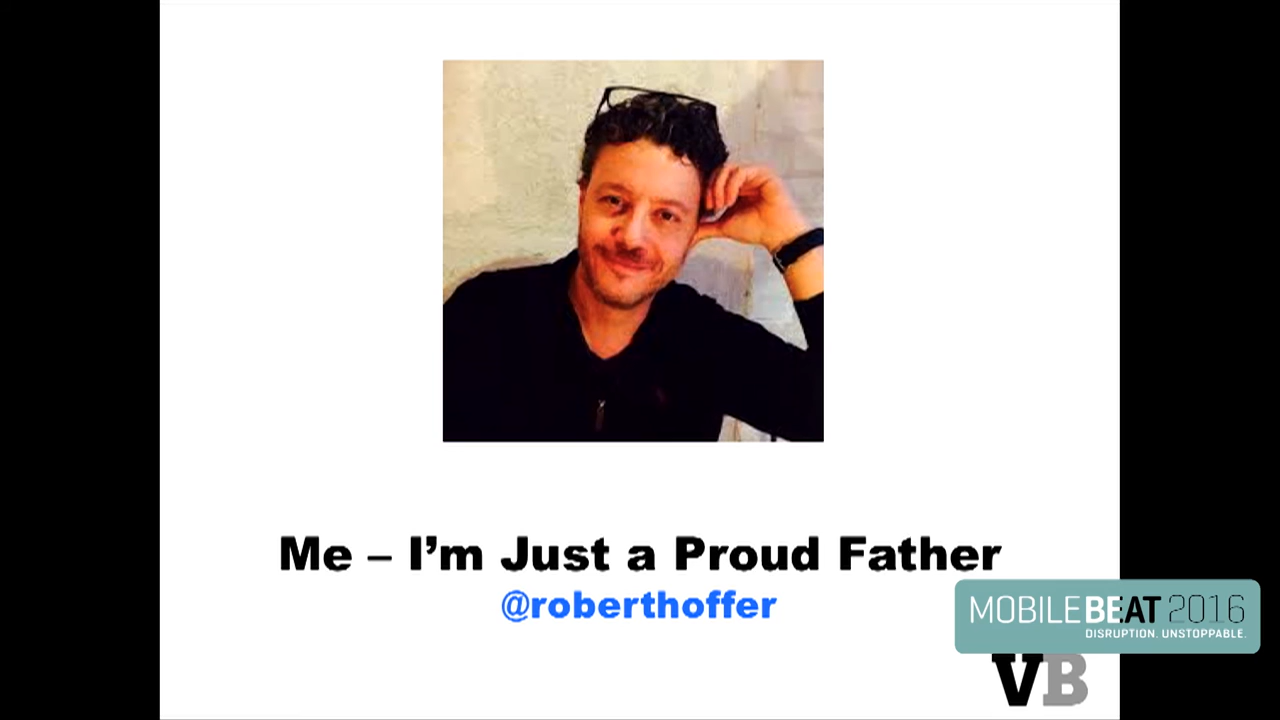 Me – I’m Just a Proud Father
@roberthoffer
MOBILEBEAT 2016
DISRUPTION. UNSTOPPABLE.
VB